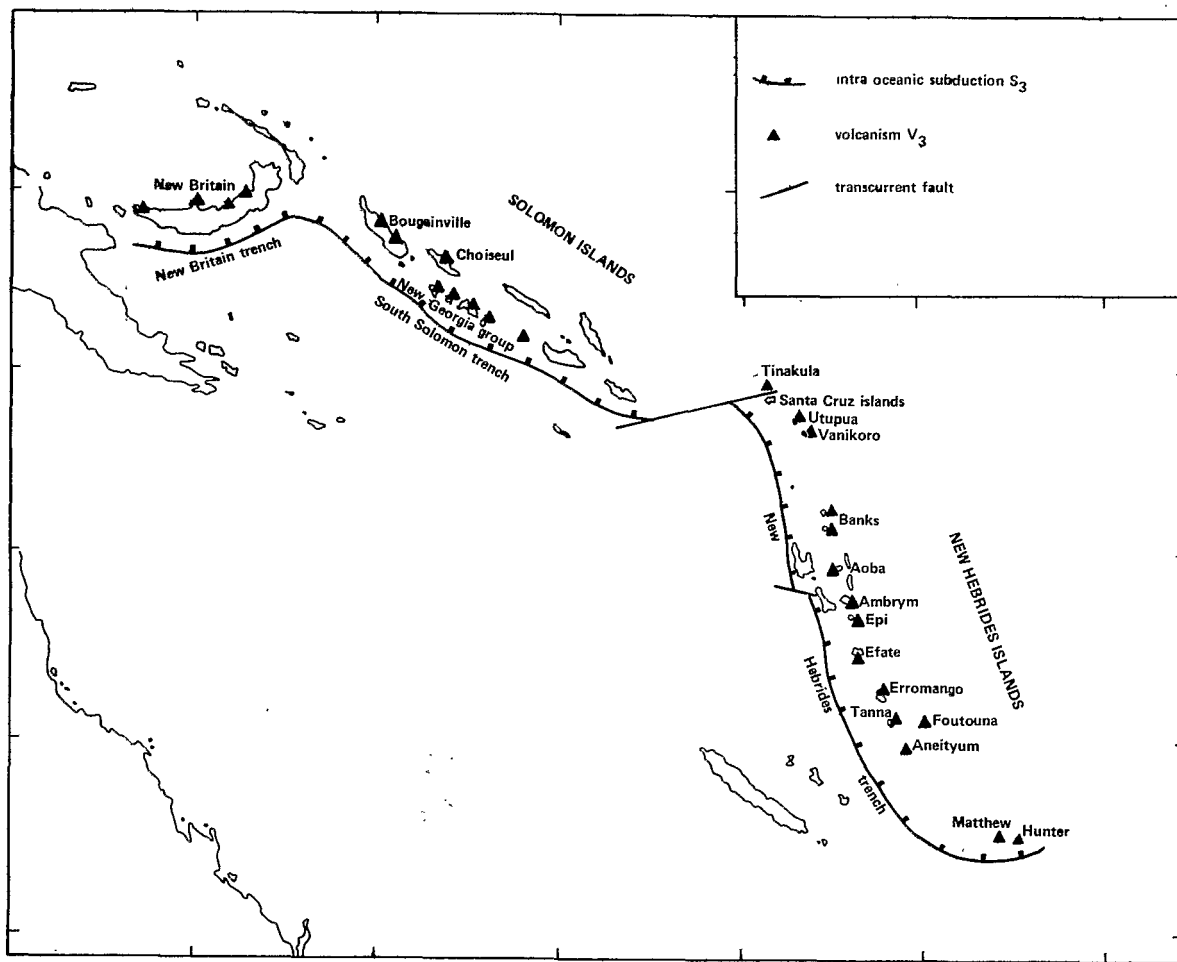 intra oceanic subduction S3
volcanism V3
transcurrent fault
New Britain
New Britain trench
Bougainville
Choiseul
SOLOMON ISLANDS
New Georgia group
South Solomon trench
Tinakula
Santa Cruz islands
Utupua
Vanikoro
Banks
Aoba
Ambrym
Epi
Efate
Erromango
Tanna
Foutouna
Aneityum
NEW HEBRIDES ISLANDS
New
Hebrides
trench
Matthew
Hunter